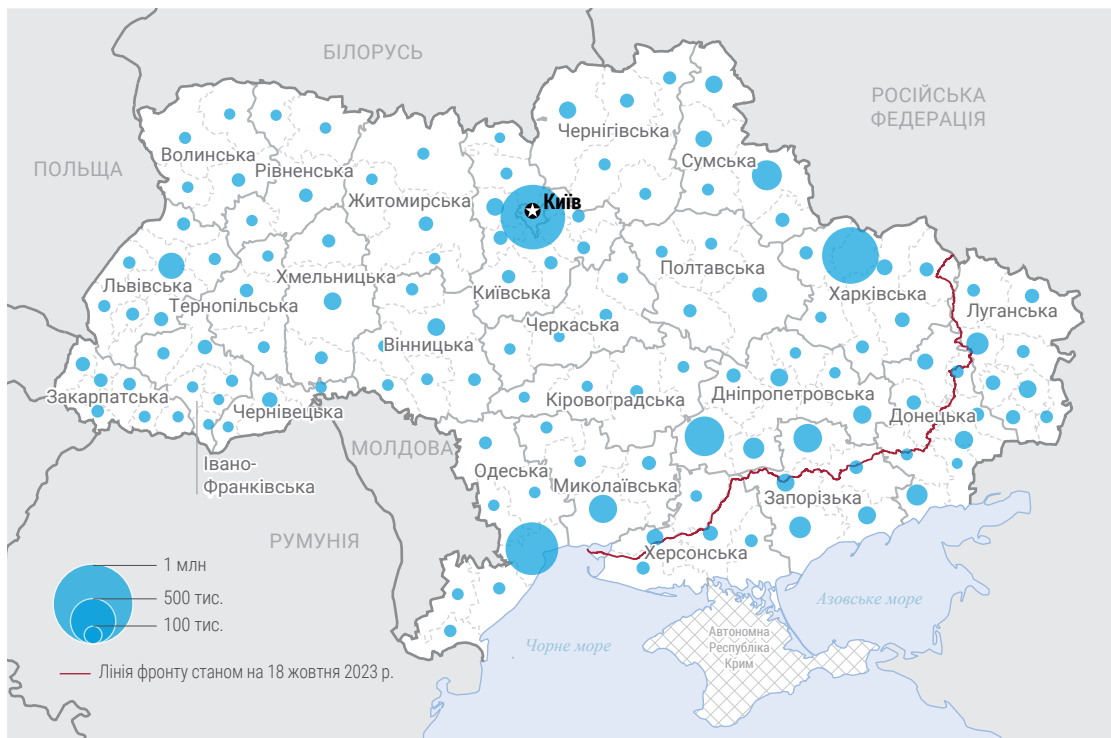 БІЛОРУСЬ
РОСІЙСЬКА
ФЕДЕРАЦІЯ
ПОЛЬЩА
Чернігівська
Волинська
Рівненська
Сумська
Житомирська
Київ
Львівська
Хмельницька
Тернопільська
Київська
Полтавська
Харківська
Луганська
Черкаська
Вінницька
Закарпатська
Чернівецька
Кіровоградська
Дніпропетровська
Донецька
МОЛДОВА
Івано-
Франківська
Одеська
Миколаївська
Запорізька
РУМУНІЯ
Херсонська
1 млн
500 тис.
100 тис.
Азовське море
Чорне море
Автономна
Республіка
Крим
Лінія фронту станом на 18 жовтня 2023 р.